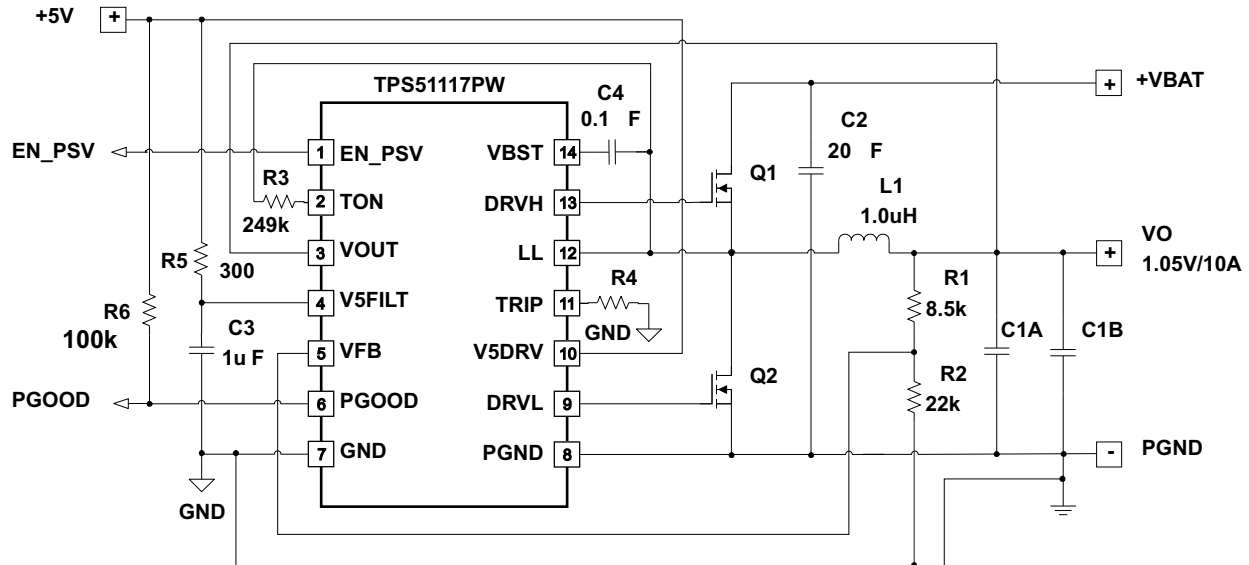 +5V
+
TPS51117PW
C4
0.1 F
+
+VBAT
C2
20 F
EN_PSV
1
EN_PSV
VBST
14
Q1
R3
249k
2
TON
DRVH
13
L1
1.0uH
3
VOUT
LL
12
+
VO
1.05V/10A
R5
300
R4
R1
8.5k
4
V5FILT
TRIP
11
GND
R6
100k
C3
1u F
C1A
C1B
5
VFB
V5DRV
10
Q2
R2
22k
PGOOD
6
PGOOD
DRVL
9
7
GND
PGND
8
-
PGND
GND